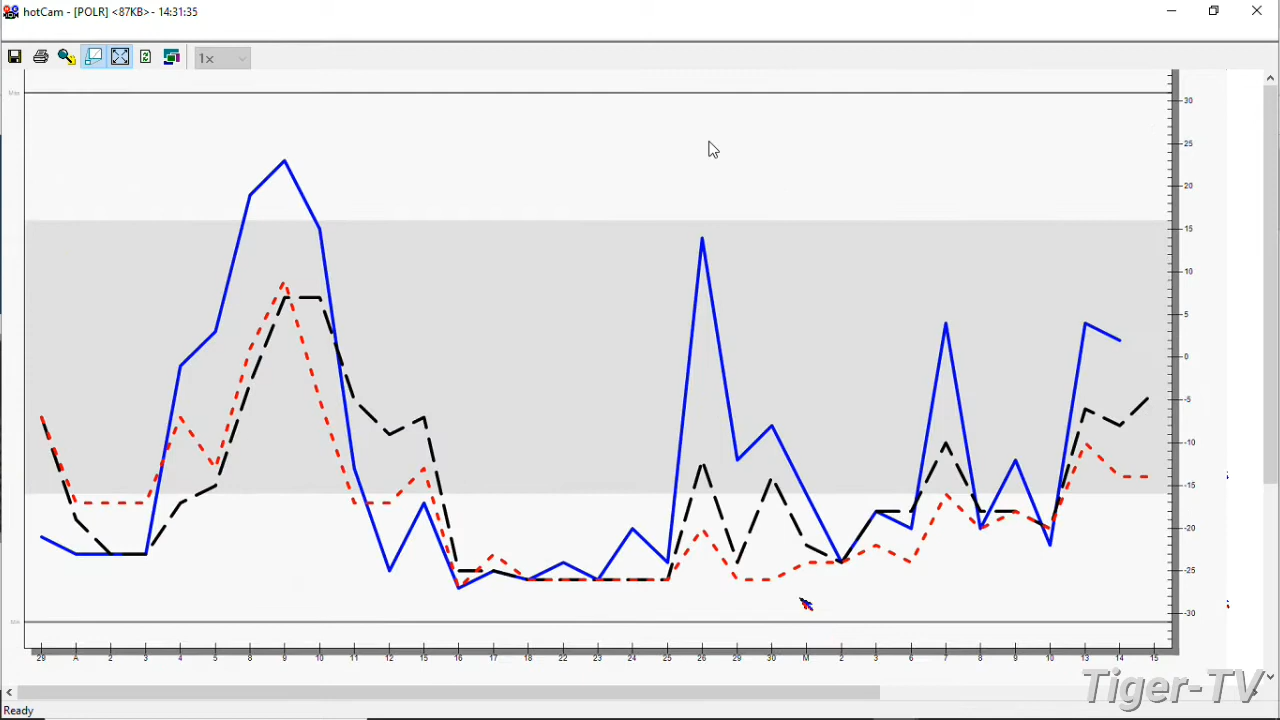 hotCam - [POLR] <87KB>- 14:31:35
1x
Max
30
25
20
15
10
5
0
-5
-10
-15
-20
-25
-30
Min
29 A 2 3 4 5 8 9 10 11 12 15 16 17 18 22 23 24 25 26 29 30 M 2 3 6 7 8 9 10 13 14 15
Ready
Tiger-TV